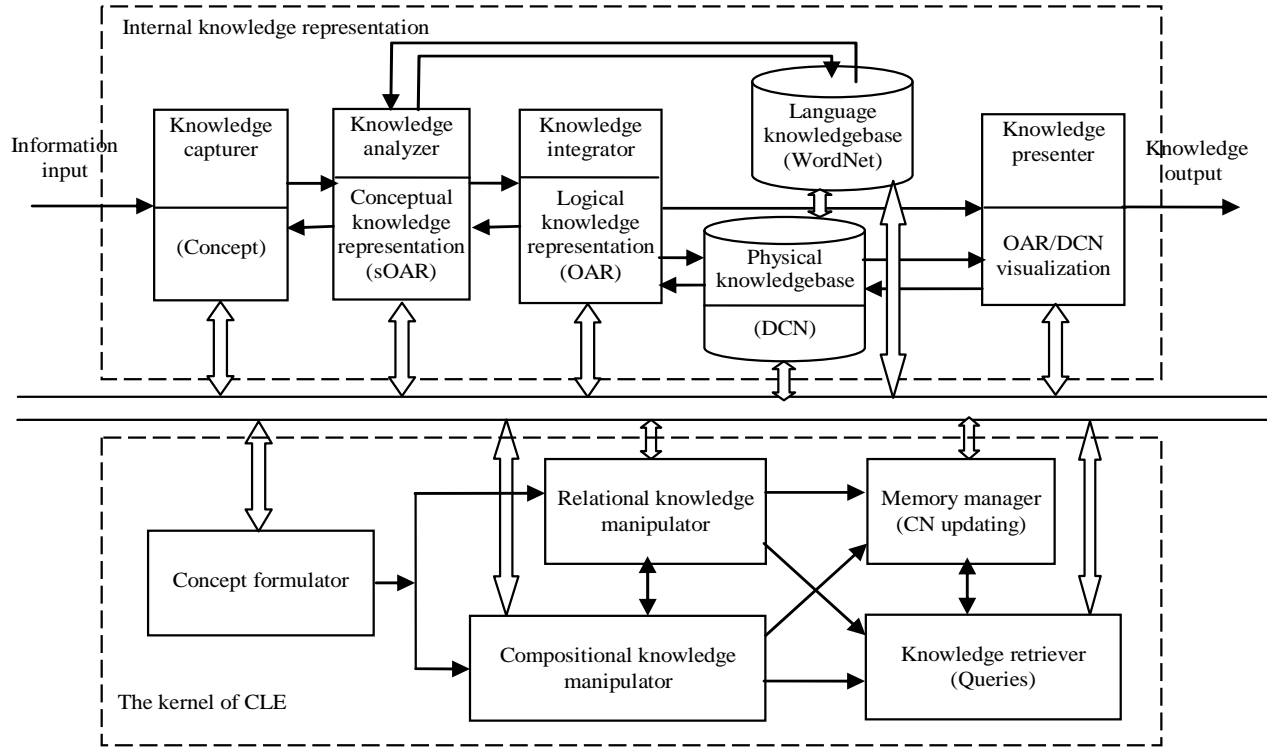 Internal knowledge representation
Information
input
Knowledge
capturer
(Concept)
Knowledge
analyzer
Conceptual
knowledge
representation
(sOAR)
Knowledge
integrator
Logical
knowledge
representation
(OAR)
Language
knowledgebase
(WordNet)
Physical
knowledgebase
(DCN)
Knowledge
presenter
OAR/DCN
visualization
Knowledge
output
Relational knowledge
manipulator
Memory manager
(CN updating)
Concept formulator
Compositional knowledge
manipulator
Knowledge retriever
(Queries)
The kernel of CLE